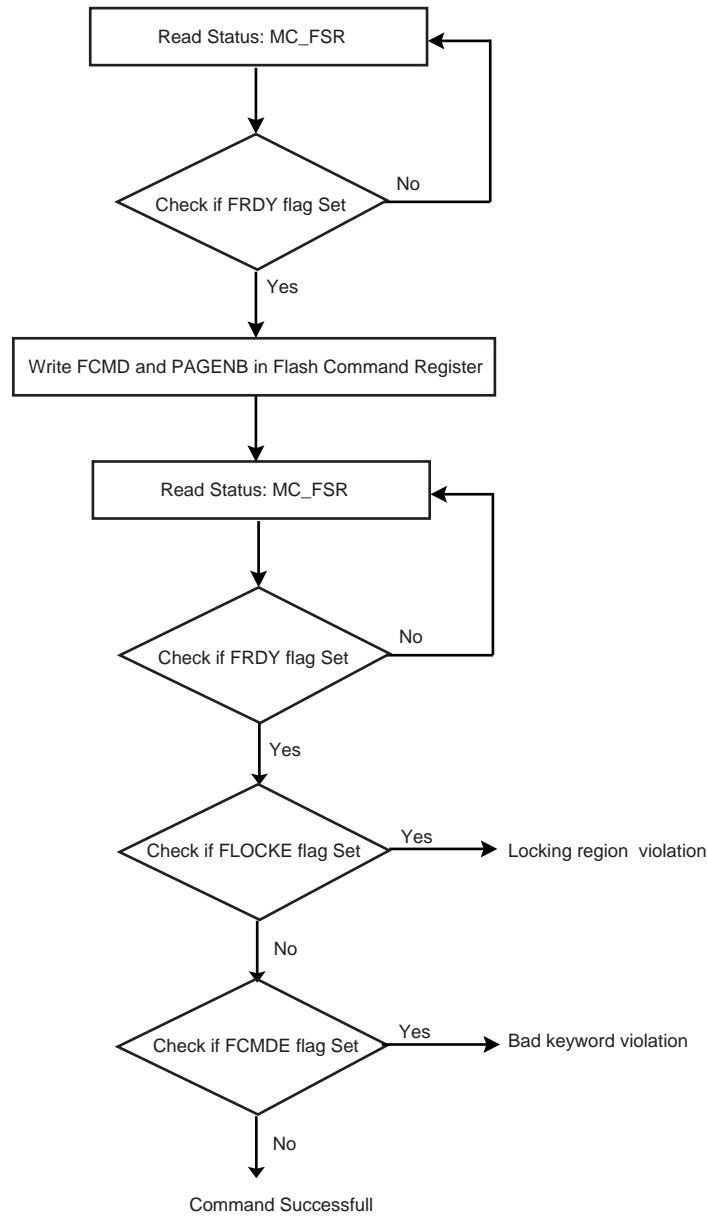 Read Status: MC_FSR
Check if FRDY flag Set
No
Yes
Write FCMD and PAGENB in Flash Command Register
Read Status: MC_FSR
Check if FRDY flag Set
No
Yes
Check if FLOCKE flag Set
Yes
Locking region violation
No
Check if FCMDE flag Set
Yes
Bad keyword violation
No
Command Successfull